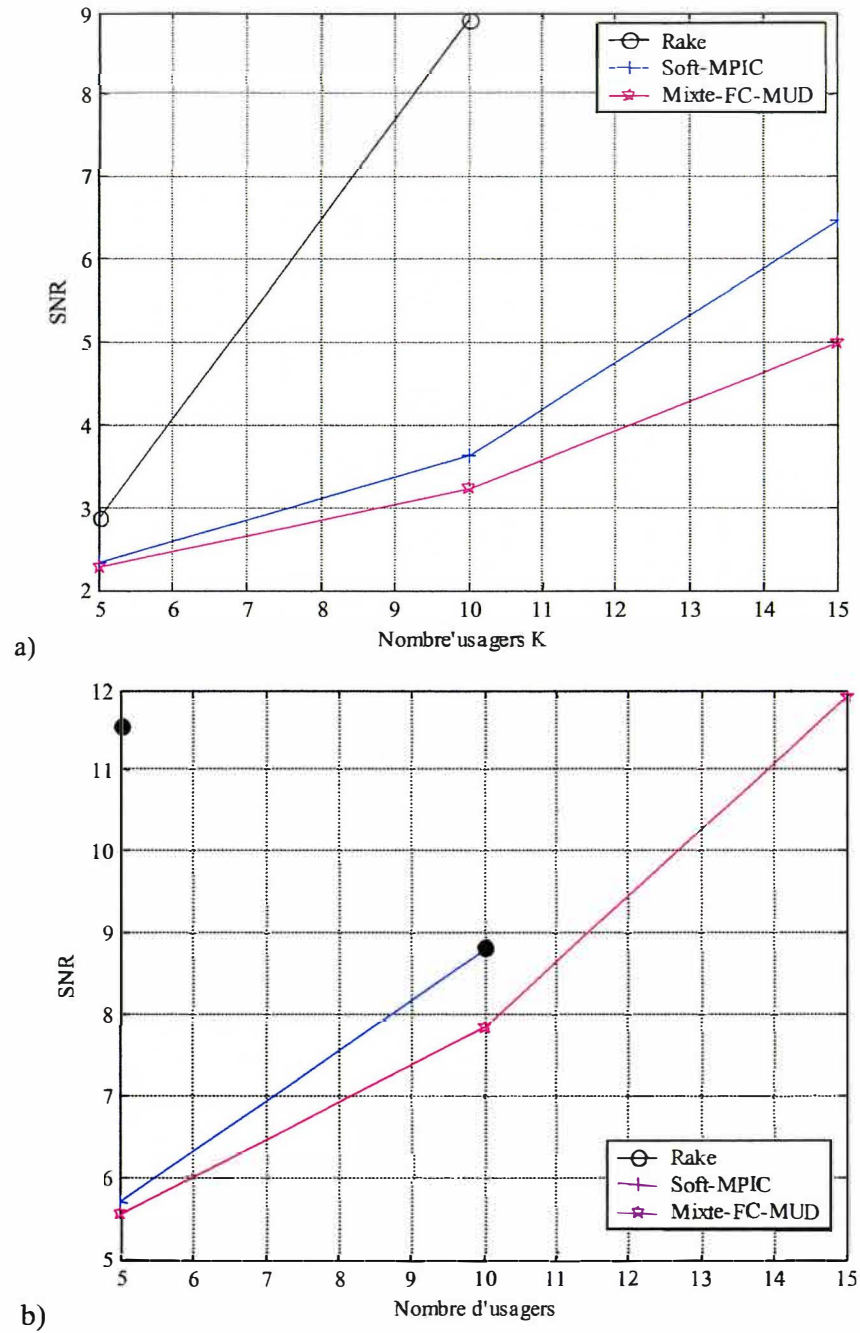 9
8
7
6
5
4
3
2
SNR
5 6 7 8 9 10 11 12 13 14 15
Nombre'usagers K
Rake
Soft-MPIC
Mixte-FC-MUD
a)
12
11
10
9
8
7
6
5
SNR
5 6 7 8 9 10 11 12 13 14 15
Nombre d'usagers
Rake
Soft-MPIC
Mixte-FC-MUD
b)